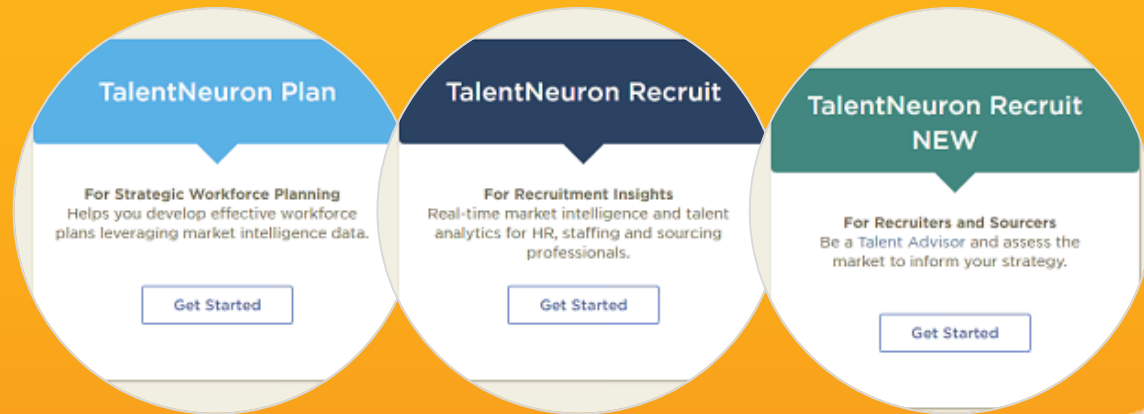 TalentNeuron Plan
For Strategic Workforce Planning
Helps you develop effective workforce
plans leveraging market intelligence data.
Get Started
TalentNeuron Recruit
For Recruitment Insights
Real-time market intelligence and talent
analytics for HR, staffing and sourcing
professionals.
Get Started
TalentNeuron Recruit
NEW
For Recruiters and Sourcers
Be a Talent Advisor and assess the
market to inform your strategy.
Get Started